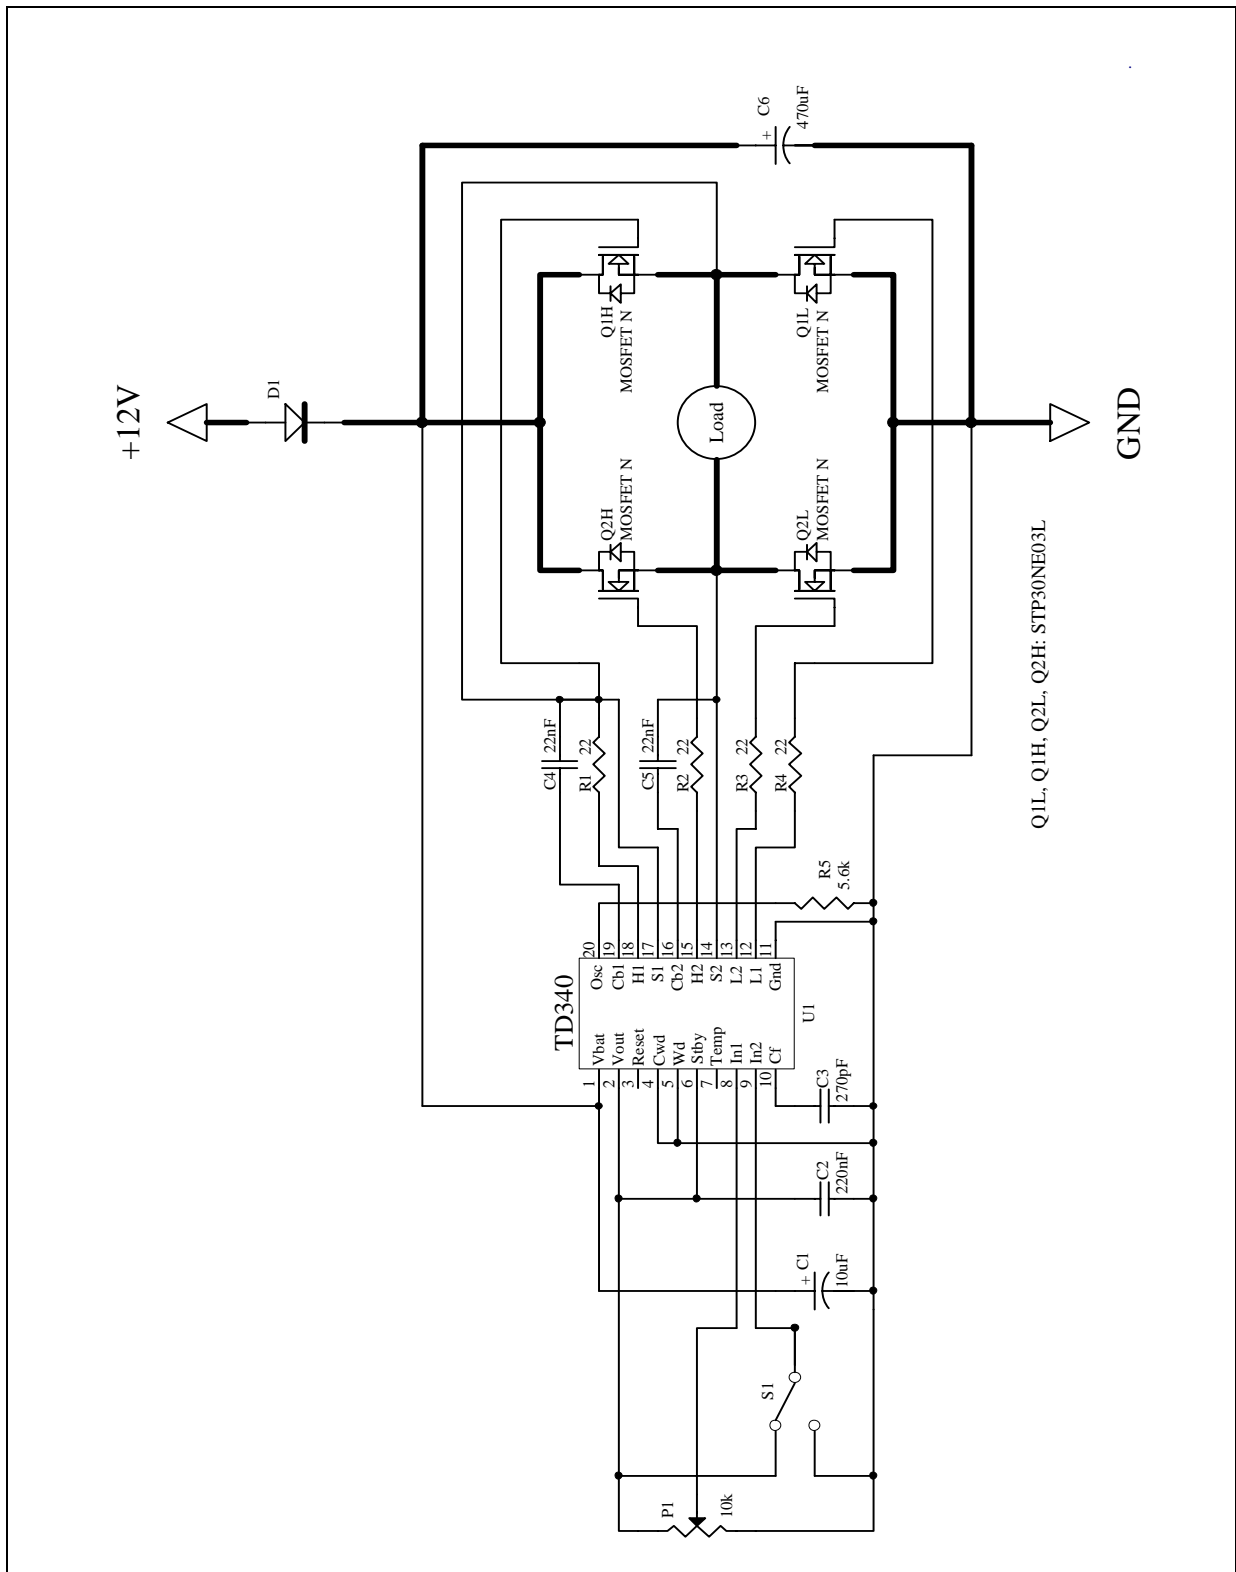 +12V
D1
C6
470uF
+
Q1H
MOSFET N
Q1L
MOSFET N
Load
Q2H
MOSFET N
Q2L
MOSFET N
GND
Q1L, Q1H, Q2L, Q2H: STP30NE03L
C4
22nF
R1
22
C5
22nF
R2
22
R3
22
R4
22
R5
5.6k
TD340
U1
20
19
18
17
16
15
14
13
12
11
Osc
Cb1
H1
S1
Cb2
H2
S2
L2
L1
Gnd
Vbat
Vout
Reset
Cwd
Wd
Stby
Temp
In1
In2
Cf
1
2
3
4
5
6
7
8
9
10
C3
270pF
C2
220nF
+
C1
10uF
S1
P1
10k